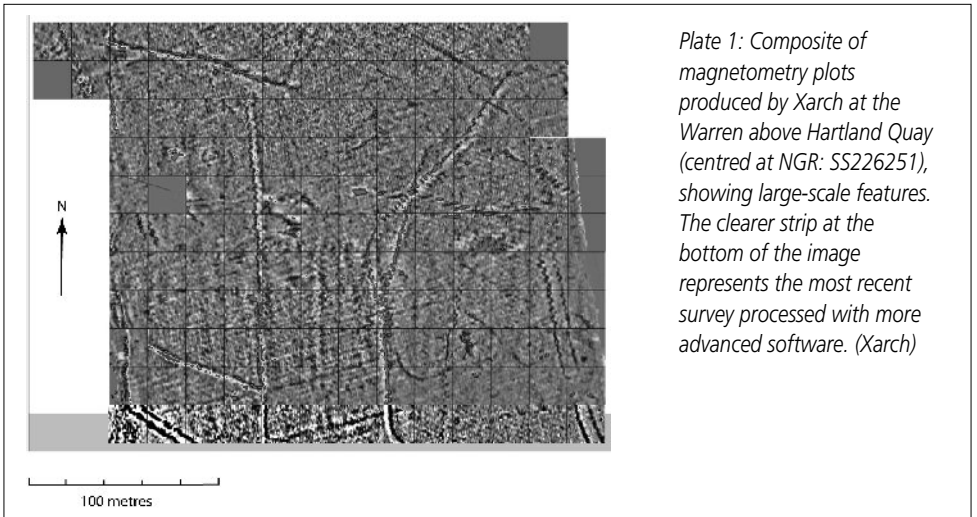 Plate 1: Composite of
magnetometry plots
produced by Xarch at the
Warren above Hartland Quay
(centred at NGR: SS226251),
showing large-scale features.
The clearer strip at the
bottom of the image
represents the most recent
survey processed with more
advanced software. (Xarch)
N
100 metres